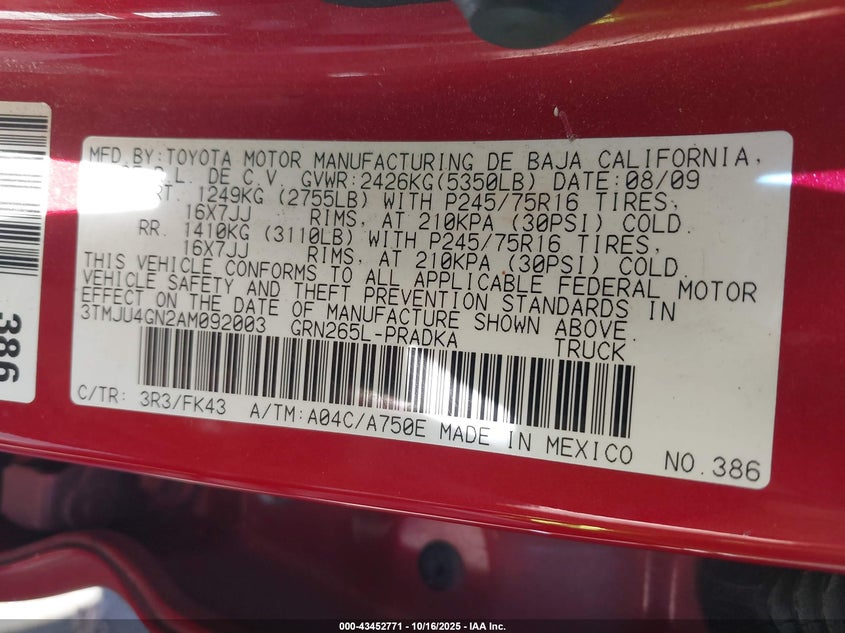 MFD.BY:TOYOTA MOTOR MANUFACTURING DE BAJA CALIFORNIA,
DE C.V. GVWR:2426KG(5350LB) DATE:08/09
1249KG (2755LB) WITH P245/75R16 TIRES,
16X7JJ RIMS, AT 210KPA (30PSI) COLD.
RR. 1410KG (3110LB) WITH P245/75R16 TIRES,
16X7JJ RIMS, AT 210KPA (30PSI) COLD.
THIS VEHICLE CONFORMS TO ALL APPLICABLE FEDERAL MOTOR
VEHICLE SAFETY AND THEFT PREVENTION STANDARDS IN
EFFECT ON THE DATE OF MANUFACTURE SHOWN ABOVE.
3TMJU4GN2AM092003 GRN265L-PRADKA TRUCK
C/TR: 3R3/FK43 A/TM:A04C/A750E MADE IN MEXICO NO.386
386
000-43452771 - 10/16/2025 - IAA Inc.